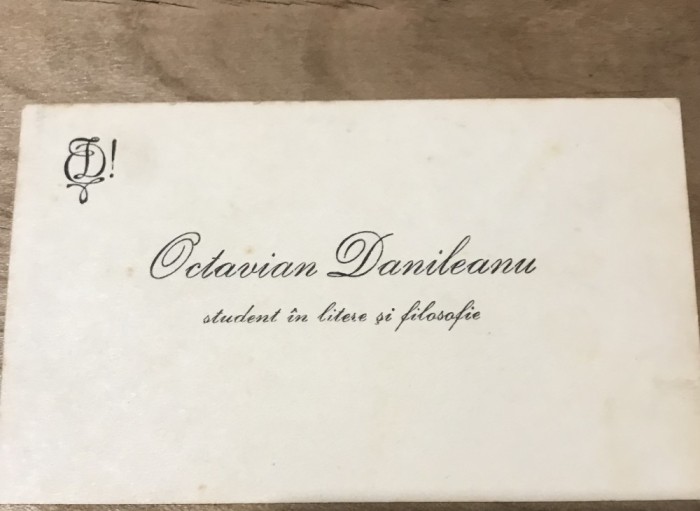 Octavian Danileanu
student în litere și filosofie